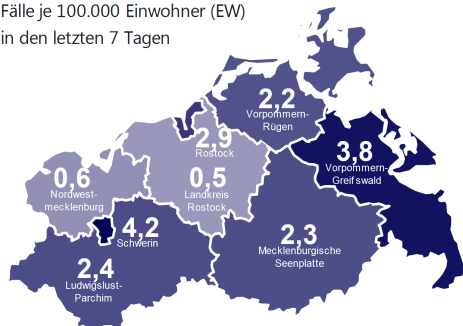 Fälle je 100.000 Einwohner (EW)
in den letzten 7 Tagen
2,2
Vorpommern-
Rügen
2,9
Rostock
3,8
Vorpommern-
Greifswald
0,6
Nordwest-
mecklenburg
0,5
Landkreis
Rostock
4,2
Schwerin
2,3
Mecklenburgische
Seenplatte
2,4
Ludwigslust-
Parchim